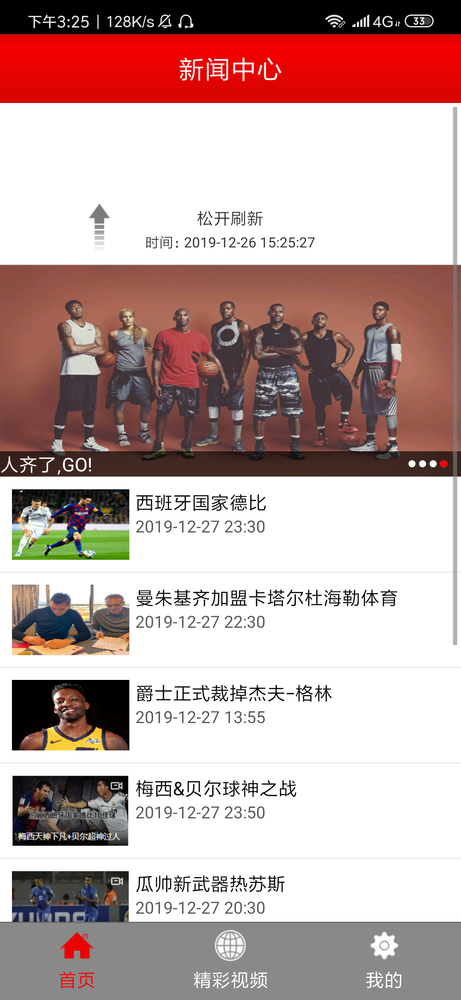 下午3:25 | 128K/s
4G 33
新闻中心
松开刷新
时间: 2019-12-26 15:25:27
人齐了,GO!
西班牙国家德比
2019-12-27 23:30
曼朱基齐加盟卡塔尔杜海勒体育
2019-12-27 22:30
爵士正式裁掉杰夫-格林
2019-12-27 13:55
梅西&贝尔球神之战
2019-12-27 23:50
回顾西班牙国家德比10佳球
梅西天神下凡+贝尔超神过人
瓜帅新武器热苏斯
2019-12-27 20:30
首页
精彩视频
我的